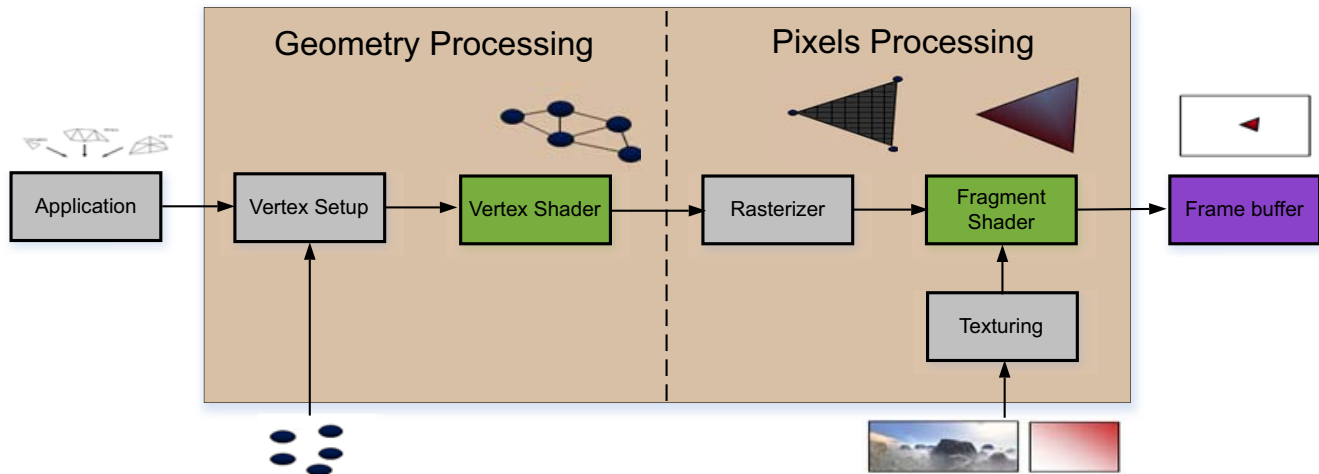 Geometry Processing
Pixels Processing
Application
Vertex Setup
Vertex Shader
Rasterizer
Fragment
Shader
Frame buffer
Texturing